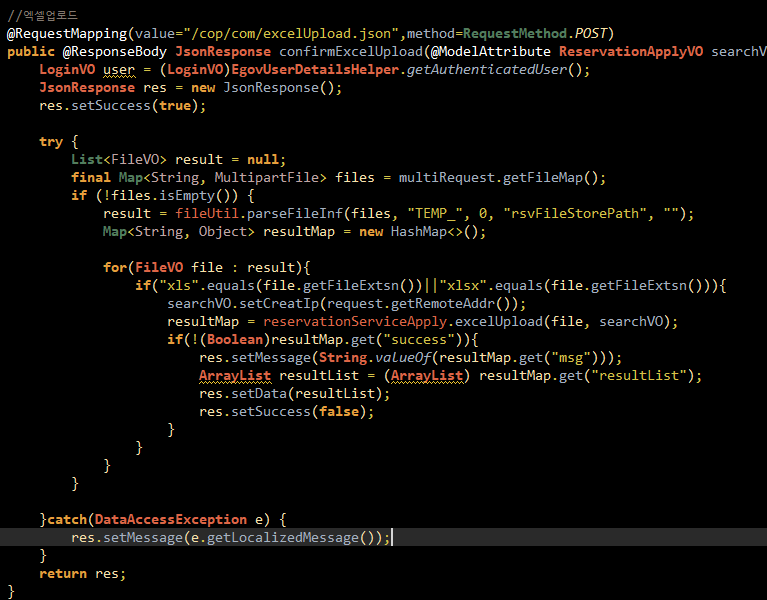 //엑셀업로드
@RequestMapping(value="/cop/com/excelUpload.json",method=RequestMethod.POST)
public @ResponseBody JsonResponse confirmExcelUpload(@ModelAttribute ReservationApplyVO searchV
LoginVO user = (LoginVO)EgovUserDetailsHelper.getAuthenticatedUser();
JsonResponse res = new JsonResponse();
res.setSuccess(true);
try {
List<FileVO> result = null;
final Map<String, MultipartFile> files = multiRequest.getFileMap();
if (!files.isEmpty()) {
result = fileUtil.parseFileInf(files, "TEMP_", 0, "rsvFileStorePath", "");
Map<String, Object> resultMap = new HashMap<>();
for(FileVO file : result){
if("xls".equals(file.getFileExtsn())||"xlsx".equals(file.getFileExtsn())){
searchVO.setCreatIp(request.getRemoteAddr());
resultMap = reservationServiceApply.excelUpload(file, searchVO);
if(!(Boolean)resultMap.get("success")){
res.setMessage(String.valueOf(resultMap.get("msg")));
ArrayList resultList = (ArrayList) resultMap.get("resultList");
res.setData(resultList);
res.setSuccess(false);
}
}
}
}
}catch(DataAccessException e) {
res.setMessage(e.getLocalizedMessage());
}
return res;
}